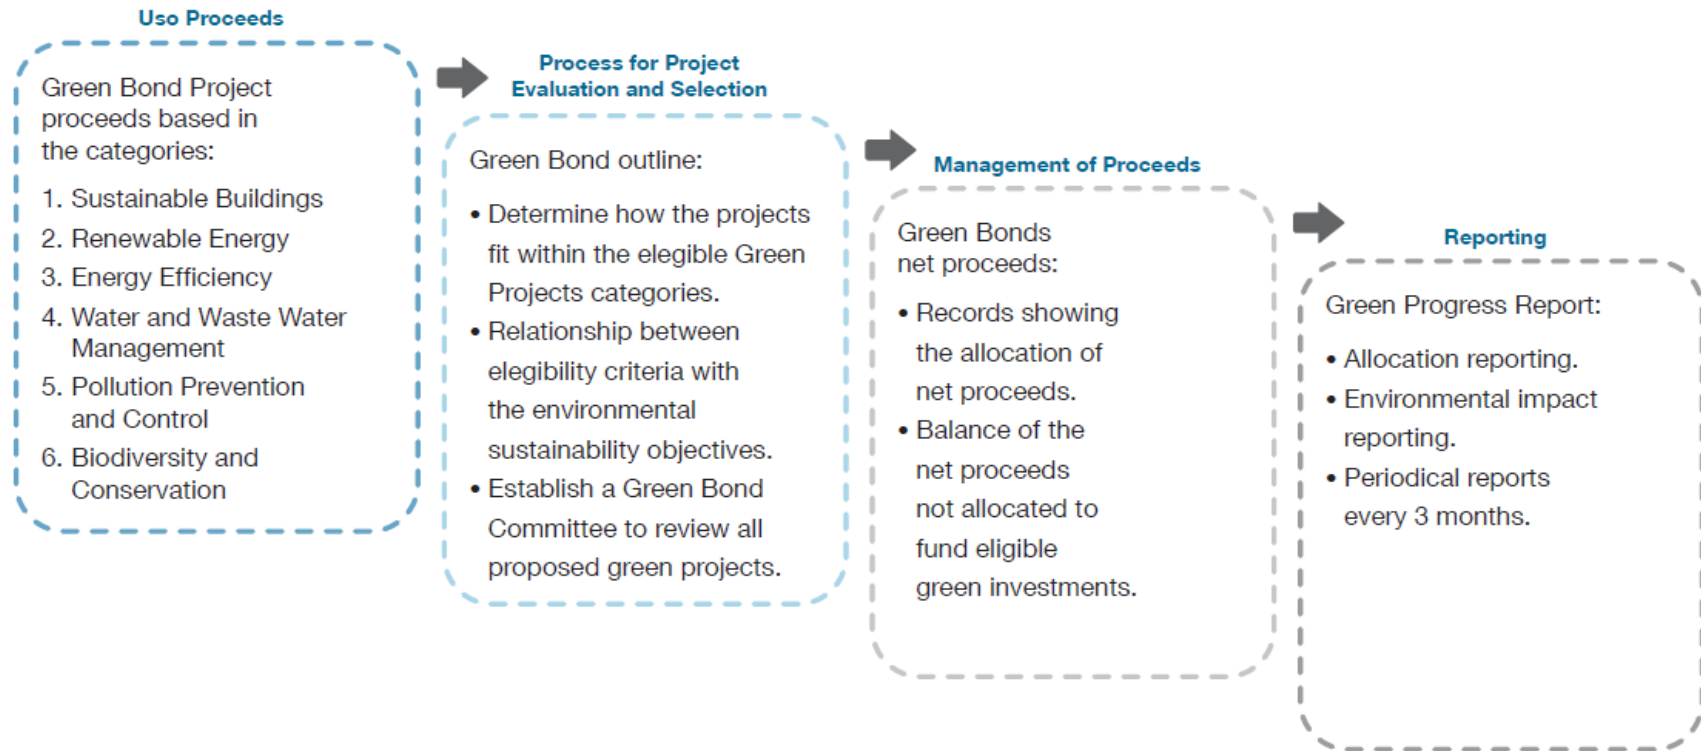 Uso Proceeds
Green Bond Project
proceeds based in
the categories:
1. Sustainable Buildings
2. Renewable Energy
3. Energy Efficiency
4. Water and Waste Water
Management
5. Pollution Prevention
and Control
6. Biodiversity and
Conservation
Process for Project
Evaluation and Selection
Green Bond outline:
• Determine how the projects
fit within the elegible Green
Projects categories.
• Relationship between
elegibility criteria with
the environmental
sustainability objectives.
• Establish a Green Bond
Committee to review all
proposed green projects.
Management of Proceeds
Green Bonds
net proceeds:
• Records showing
the allocation of
net proceeds.
• Balance of the
net proceeds
not allocated to
fund eligible
green investments.
Reporting
Green Progress Report:
• Allocation reporting.
• Environmental impact
reporting.
• Periodical reports
every 3 months.